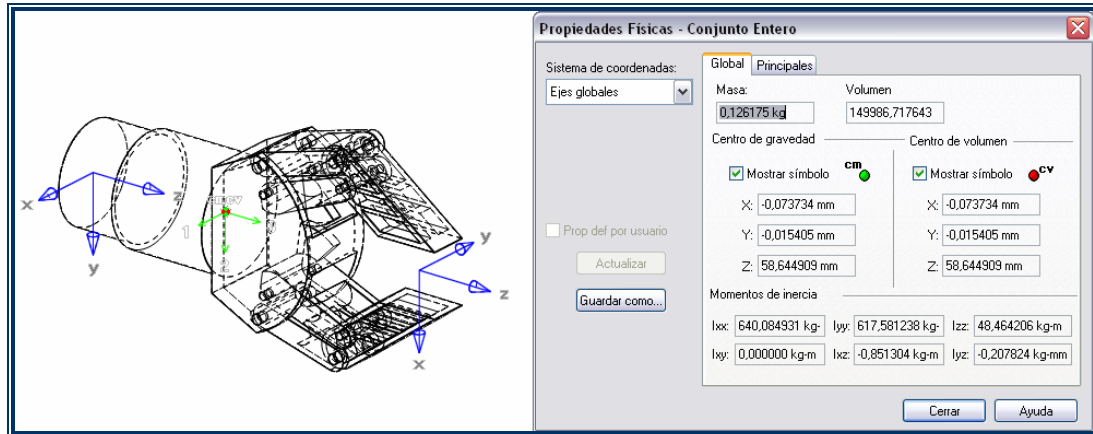 Propiedades Físicas - Conjunto Entero
Sistema de coordenadas:
Ejes globales
Prop def por usuario
Actualizar
Guardar como...
Global Principales
Masa: Volumen
0,126175 kg 149986,717643
Centro de gravedad Centro de volumen
Mostrar símbolo cm Mostrar símbolo cv
X: -0,073734 mm X: -0,073734 mm
Y: -0,015405 mm Y: -0,015405 mm
Z: 58,644909 mm Z: 58,644909 mm
Momentos de inercia
Ixx: 640,084931 kg- Iyy: 617,581238 kg- Izz: 48,464206 kg-m
Ixy: 0,000000 kg-m Ixz: -0,851304 kg-m Iyz: -0,207824 kg-mm
Cerrar Ayuda
x
y
z
1
2
y
z
x